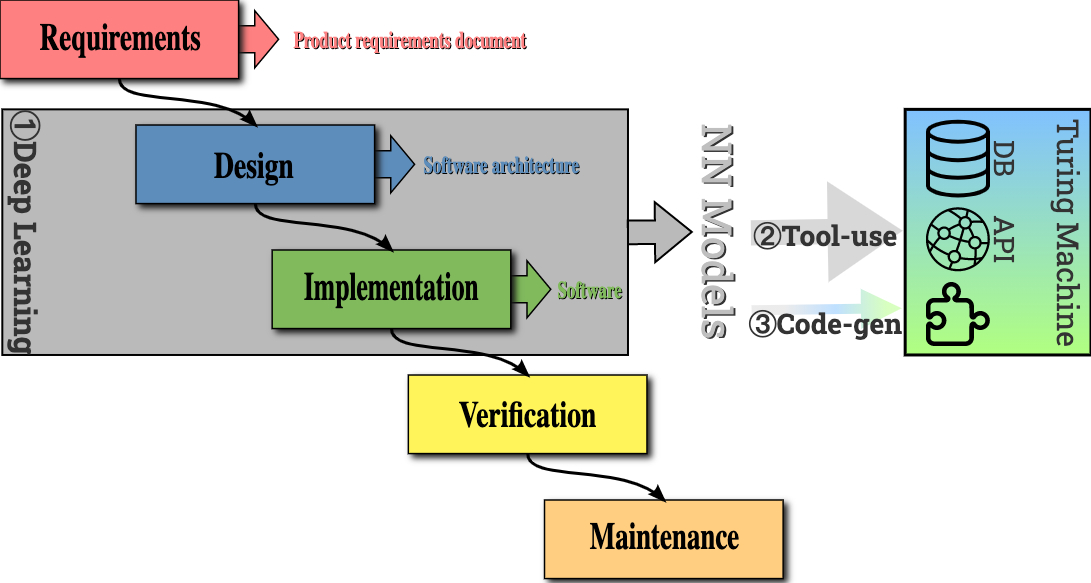 Requirements
Product requirements document
①Deep Learning
Design
Software architecture
Implementation
Software
NN Models
②Tool-use
③Code-gen
DB
API
Turing Machine
Verification
Maintenance